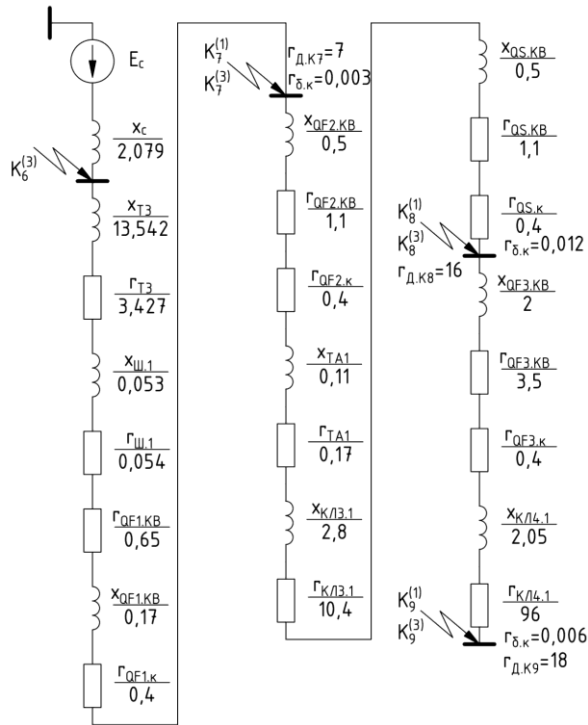 E_c
x_c
2,079
K_6^(3)
x_T3
13,542
r_T3
3,427
x_Ш.1
0,053
r_Ш.1
0,054
r_QF1.КВ
0,65
x_QF1.КВ
0,17
r_QF1.к
0,4
K_7^(1)
K_7^(3)
r_Д.К7=7
r_б.к=0,003
x_QF2.КВ
0,5
r_QF2.КВ
1,1
r_QF2.к
0,4
x_TA1
0,11
r_TA1
0,17
x_КЛ3.1
2,8
r_КЛ3.1
10,4
x_QS.КВ
0,5
r_QS.КВ
1,1
r_QS.к
0,4
K_8^(1)
K_8^(3)
r_б.к=0,012
r_Д.К8=16
x_QF3.КВ
2
r_QF3.КВ
3,5
r_QF3.к
0,4
x_КЛ4.1
2,05
r_КЛ4.1
96
K_9^(1)
K_9^(3)
r_б.к=0,006
r_Д.К9=18